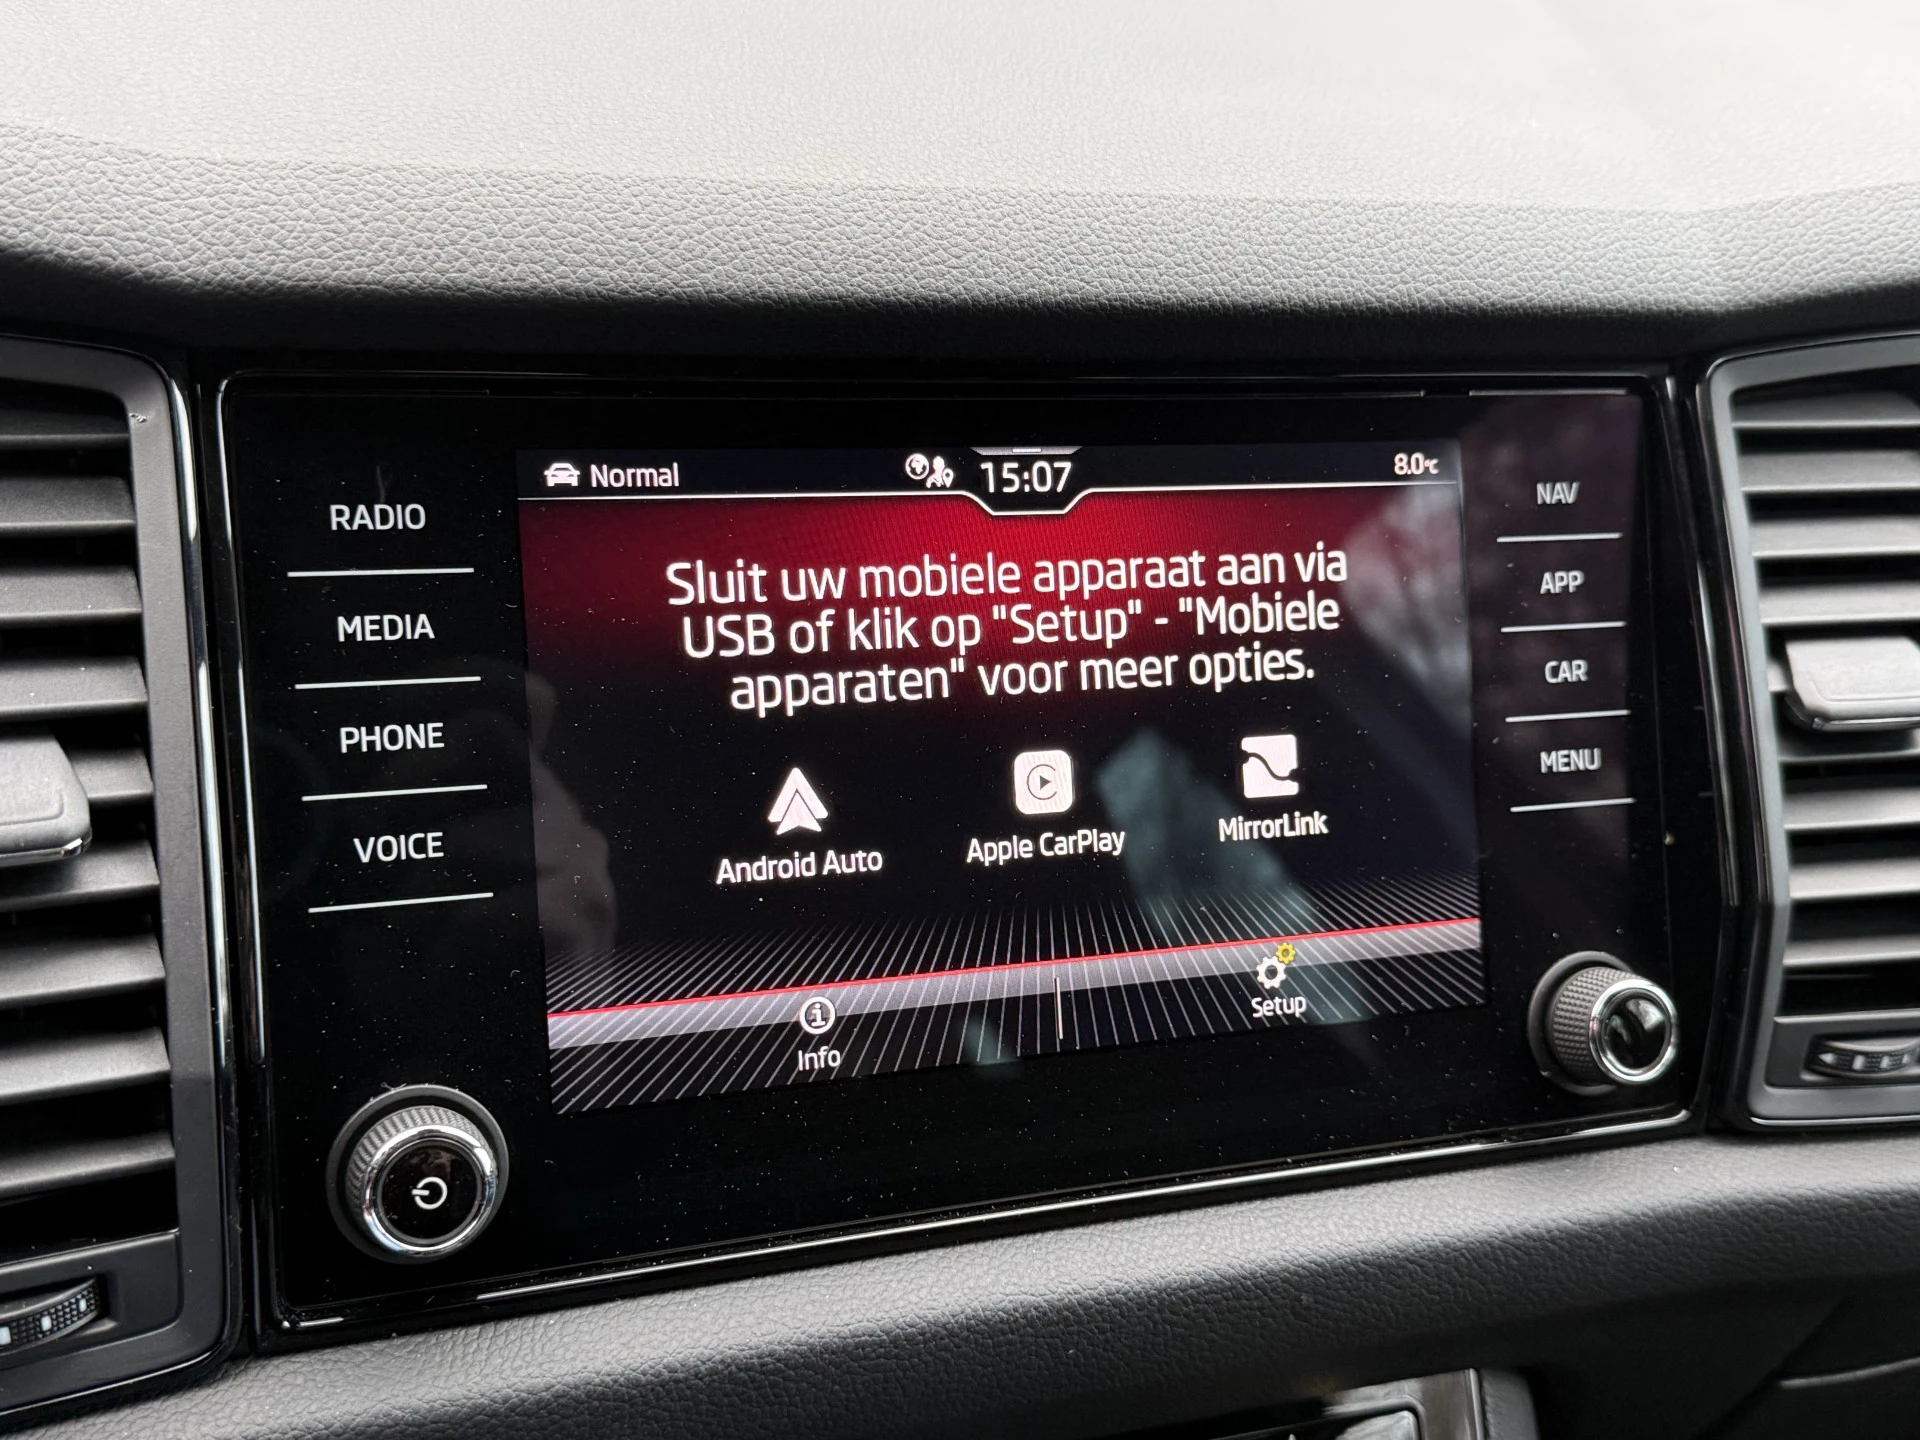 Normal
15:07
8.0°C
RADIO
MEDIA
PHONE
VOICE
Sluit uw mobiele apparaat aan via
USB of klik op "Setup" - "Mobiele
apparaten" voor meer opties.
Android Auto
Apple CarPlay
MirrorLink
Info
Setup
NAV
APP
CAR
MENU